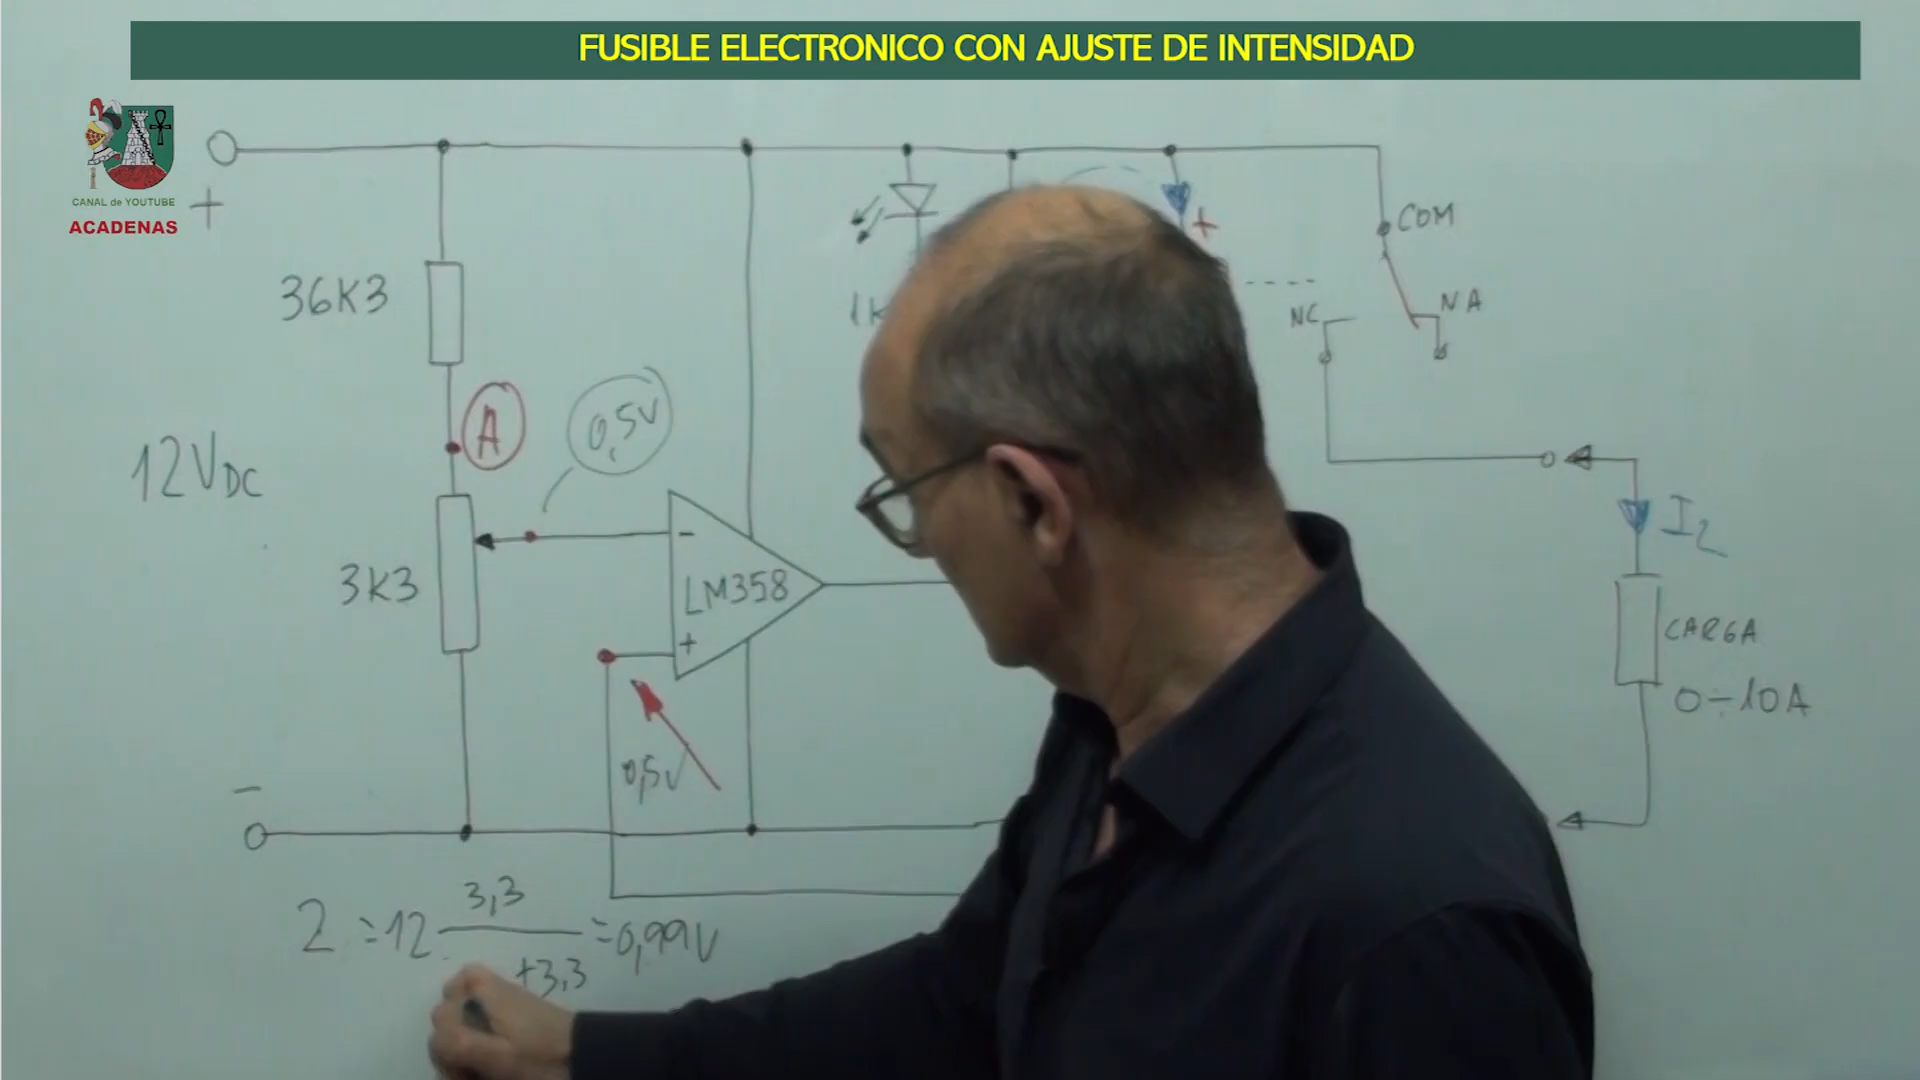 FUSIBLE ELECTRONICO CON AJUSTE DE INTENSIDAD
CANAL de YOUTUBE
ACADENAS
+
+
COM
36K3
1K
NC
NA
A
0,5V
12VDC
-
I2
LM358
3K3
+
CARGA
0÷10A
0,5V
-
2 =12 3,3 =0,99V
+3,3